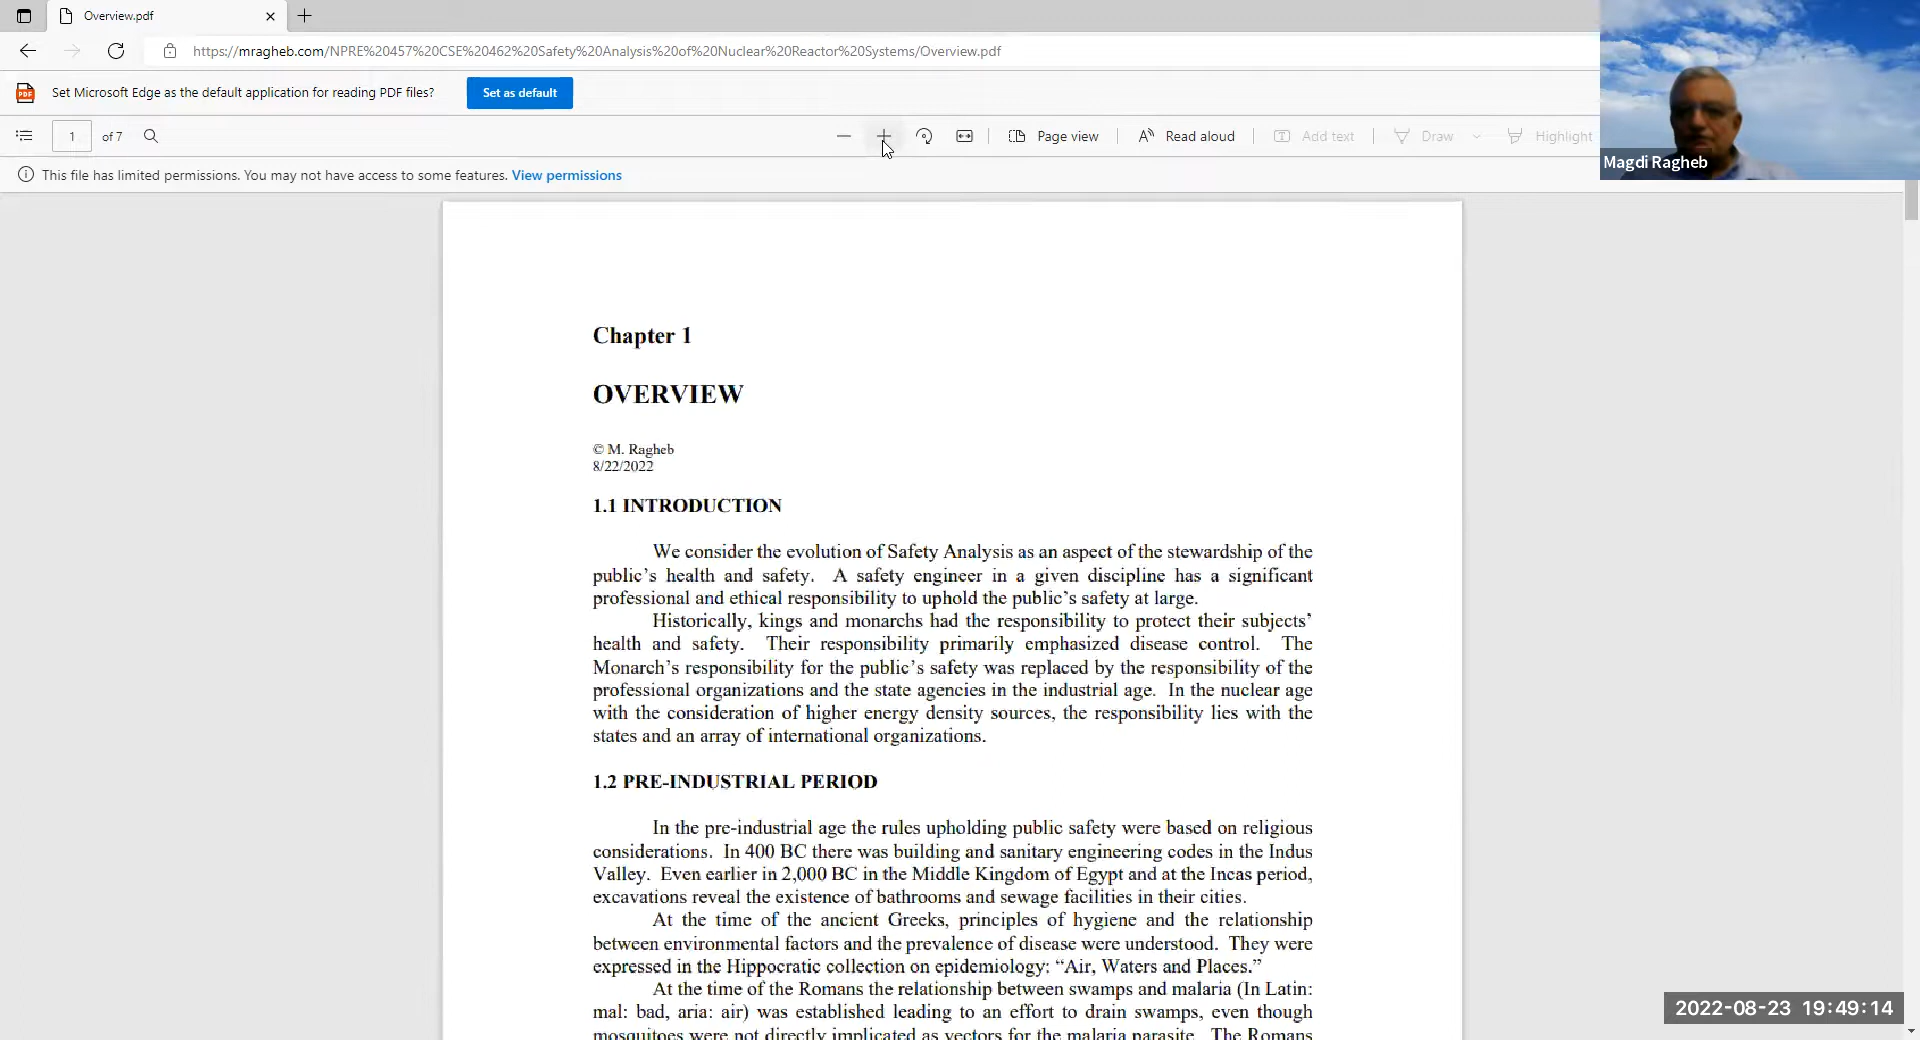 Overview.pdf
https://mragheb.com/NPRE%20457%20CSE%20462%20Safety%20Analysis%20of%20Nuclear%20Reactor%20Systems/Overview.pdf
Set Microsoft Edge as the default application for reading PDF files?
Set as default
1 of 7
Page view
Read aloud
Add text
Draw
Highlight
Magdi Ragheb
This file has limited permissions. You may not have access to some features. View permissions
Chapter 1
OVERVIEW
© M. Ragheb
8/22/2022
1.1 INTRODUCTION
We consider the evolution of Safety Analysis as an aspect of the stewardship of the
public’s health and safety. A safety engineer in a given discipline has a significant
professional and ethical responsibility to uphold the public’s safety at large.
Historically, kings and monarchs had the responsibility to protect their subjects’
health and safety. Their responsibility primarily emphasized disease control. The
Monarch’s responsibility for the public’s safety was replaced by the responsibility of the
professional organizations and the state agencies in the industrial age. In the nuclear age
with the consideration of higher energy density sources, the responsibility lies with the
states and an array of international organizations.
1.2 PRE-INDUSTRIAL PERIOD
In the pre-industrial age the rules upholding public safety were based on religious
considerations. In 400 BC there was building and sanitary engineering codes in the Indus
Valley. Even earlier in 2,000 BC in the Middle Kingdom of Egypt and at the Incas period,
excavations reveal the existence of bathrooms and sewage facilities in their cities.
At the time of the ancient Greeks, principles of hygiene and the relationship
between environmental factors and the prevalence of disease were understood. They were
expressed in the Hippocratic collection on epidemiology: “Air, Waters and Places.”
At the time of the Romans the relationship between swamps and malaria (In Latin:
mal: bad, aria: air) was established leading to an effort to drain swamps, even though
mosquitoes were not directly implicated as vectors for the malaria parasite. The Romans
2022-08-23 19:49:14